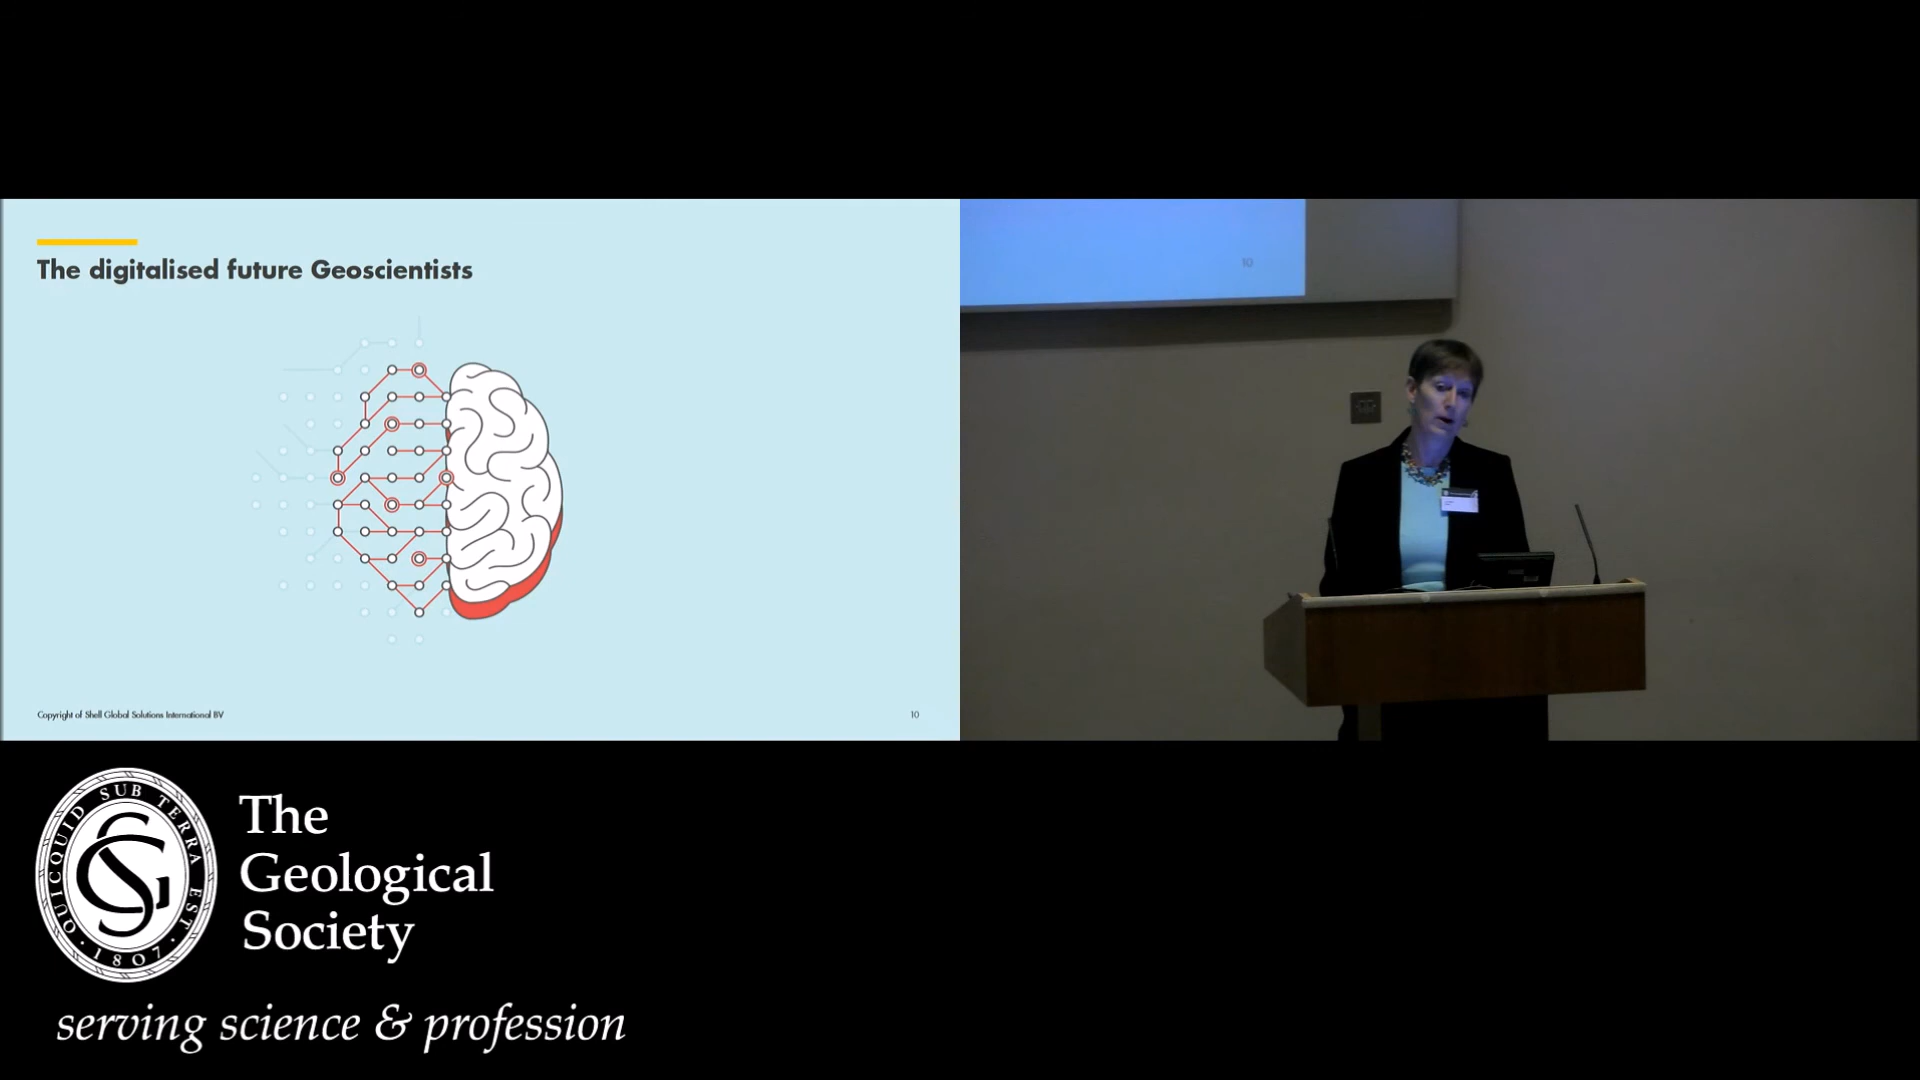 The digitalised future Geoscientists
Copyright of Shell Global Solutions International BV
10
10
QUICQUID SUB TERRA EST
· 1807 ·
The
Geological
Society
serving science & profession